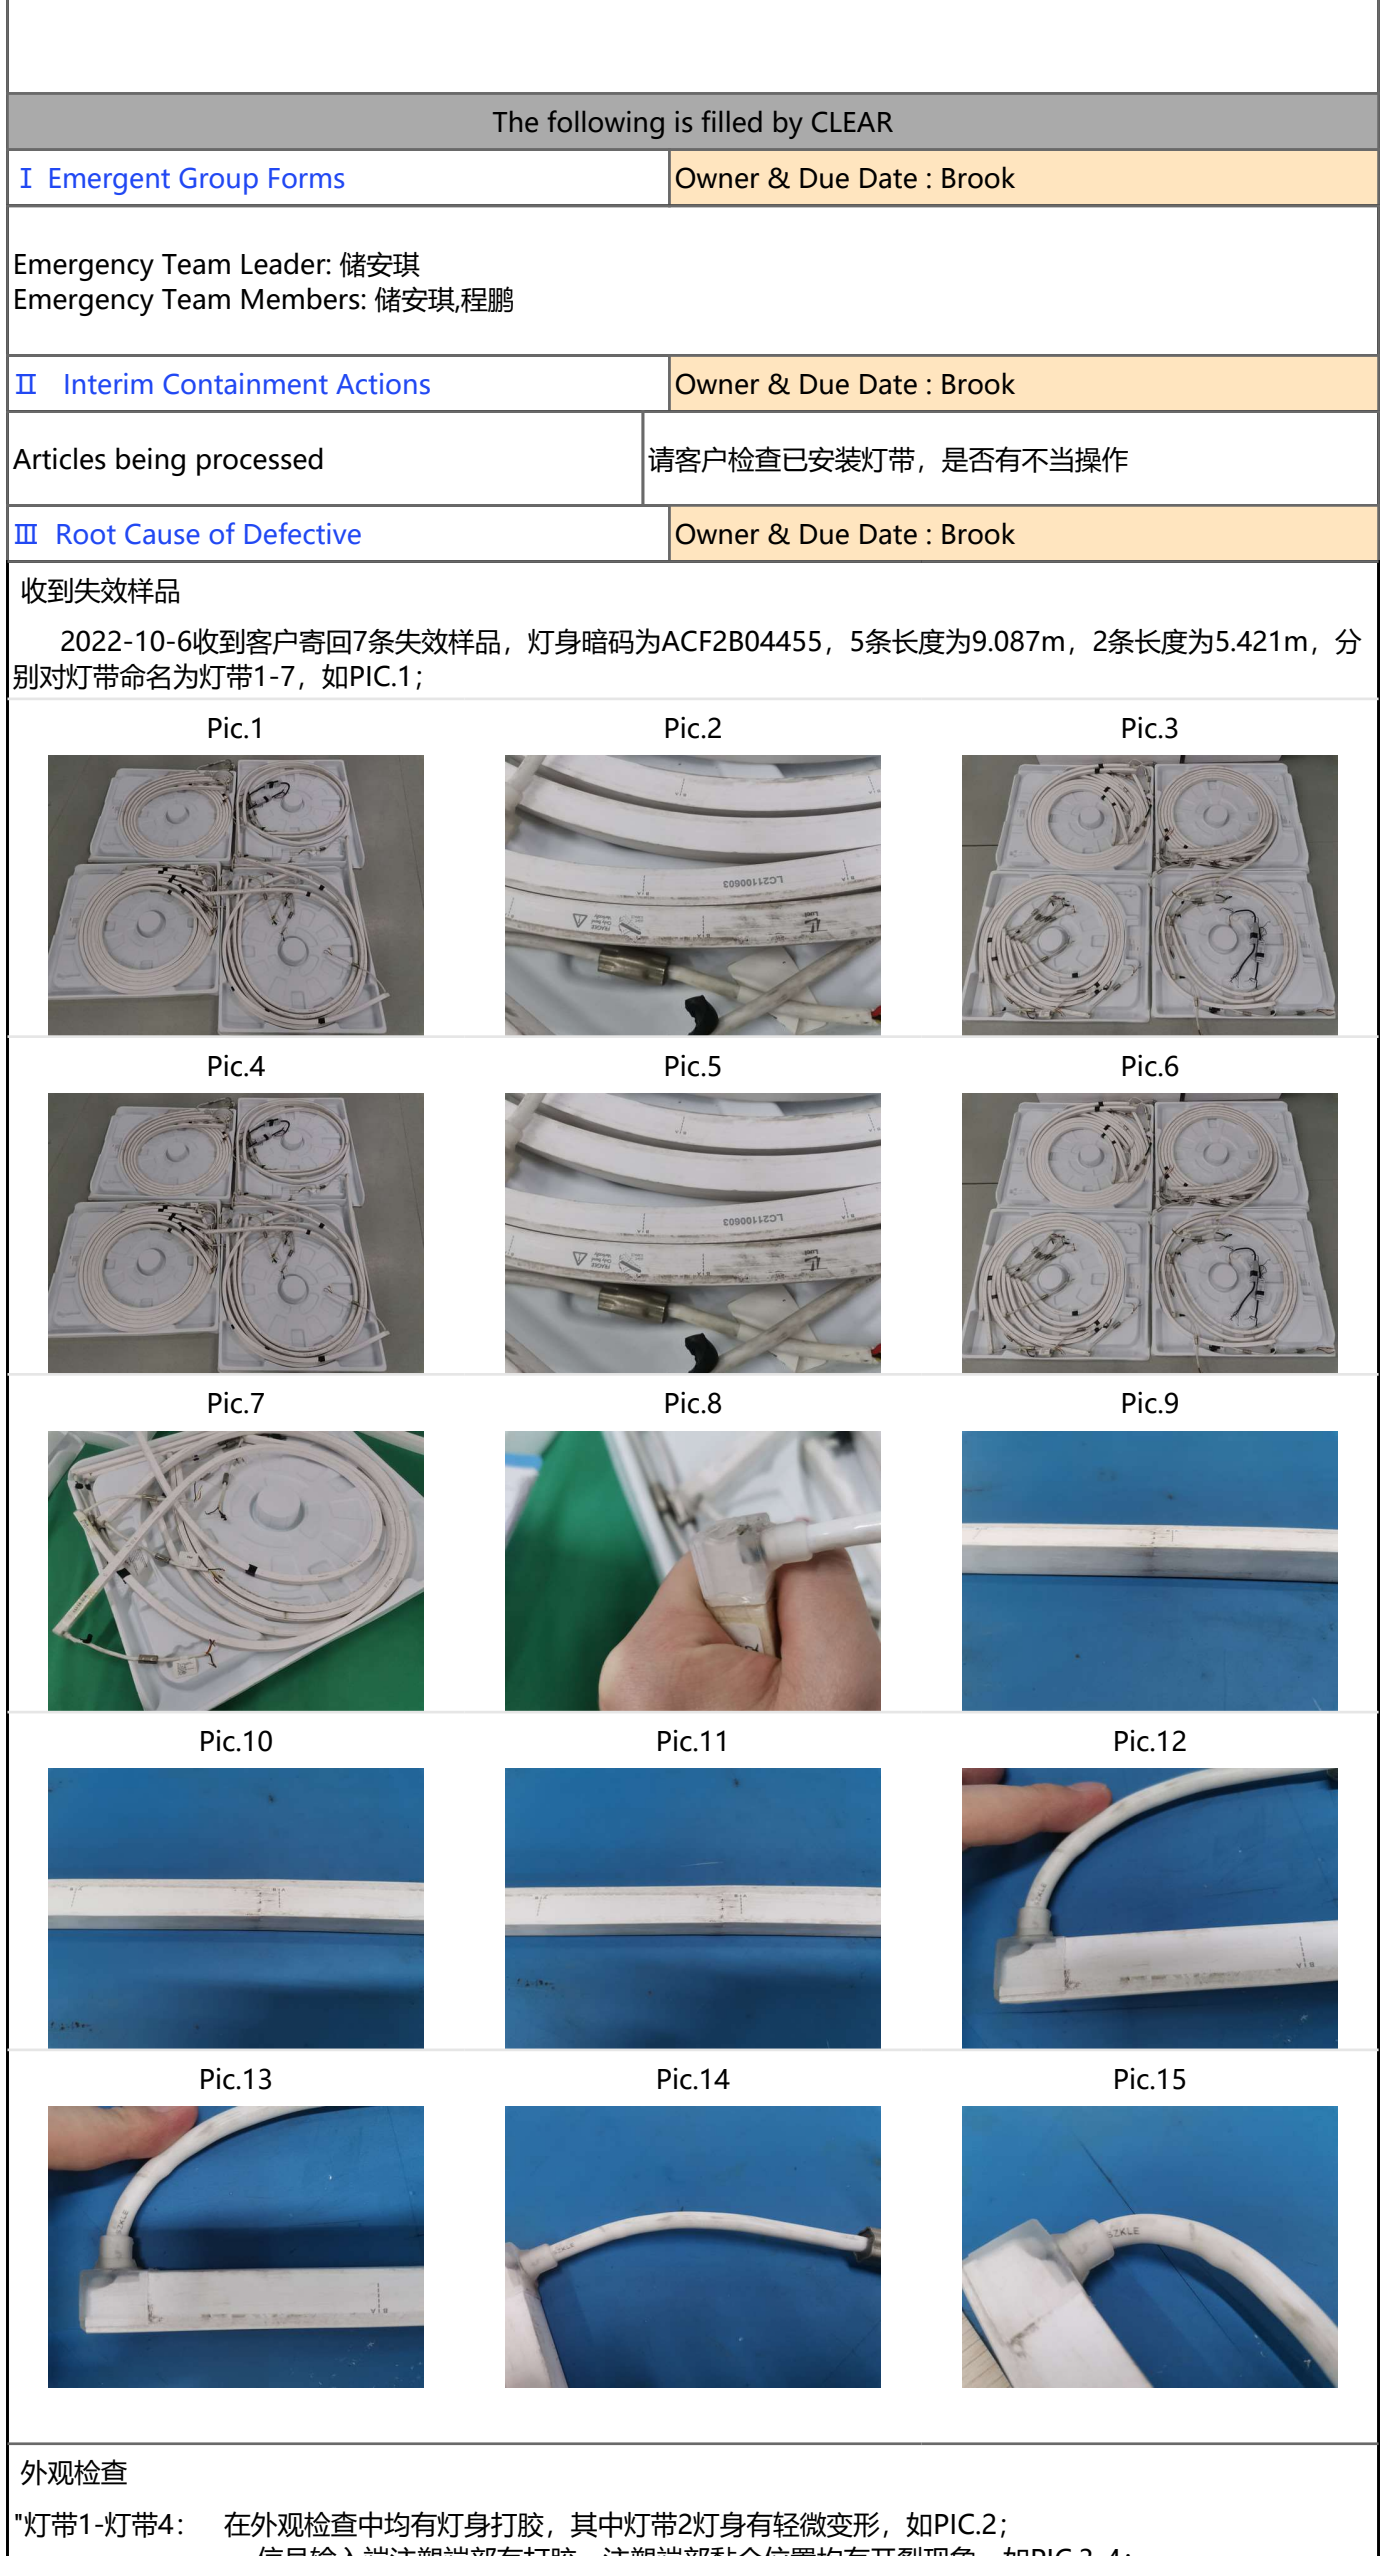 The following is filled by CLEAR
Ⅰ Emergent Group Forms
Owner & Due Date : Brook
Emergency Team Leader: 储安琪
Emergency Team Members: 储安琪,程鹏
Ⅱ Interim Containment Actions
Owner & Due Date : Brook
Articles being processed
请客户检查已安装灯带，是否有不当操作
Ⅲ Root Cause of Defective
Owner & Due Date : Brook
收到失效样品
2022-10-6收到客户寄回7条失效样品，灯身暗码为ACF2B04455，5条长度为9.087m，2条长度为5.421m，分
别对灯带命名为灯带1-7，如PIC.1；
Pic.1
Pic.2
Pic.3
LC2100603
Pic.4
Pic.5
Pic.6
LC2100603
Pic.7
Pic.8
Pic.9
Pic.10
Pic.11
Pic.12
SZKLE
Pic.13
Pic.14
Pic.15
SZKLE
SZKLE
SZKLE
外观检查
"灯带1-灯带4： 在外观检查中均有灯身打胶，其中灯带2灯身有轻微变形，如PIC.2；